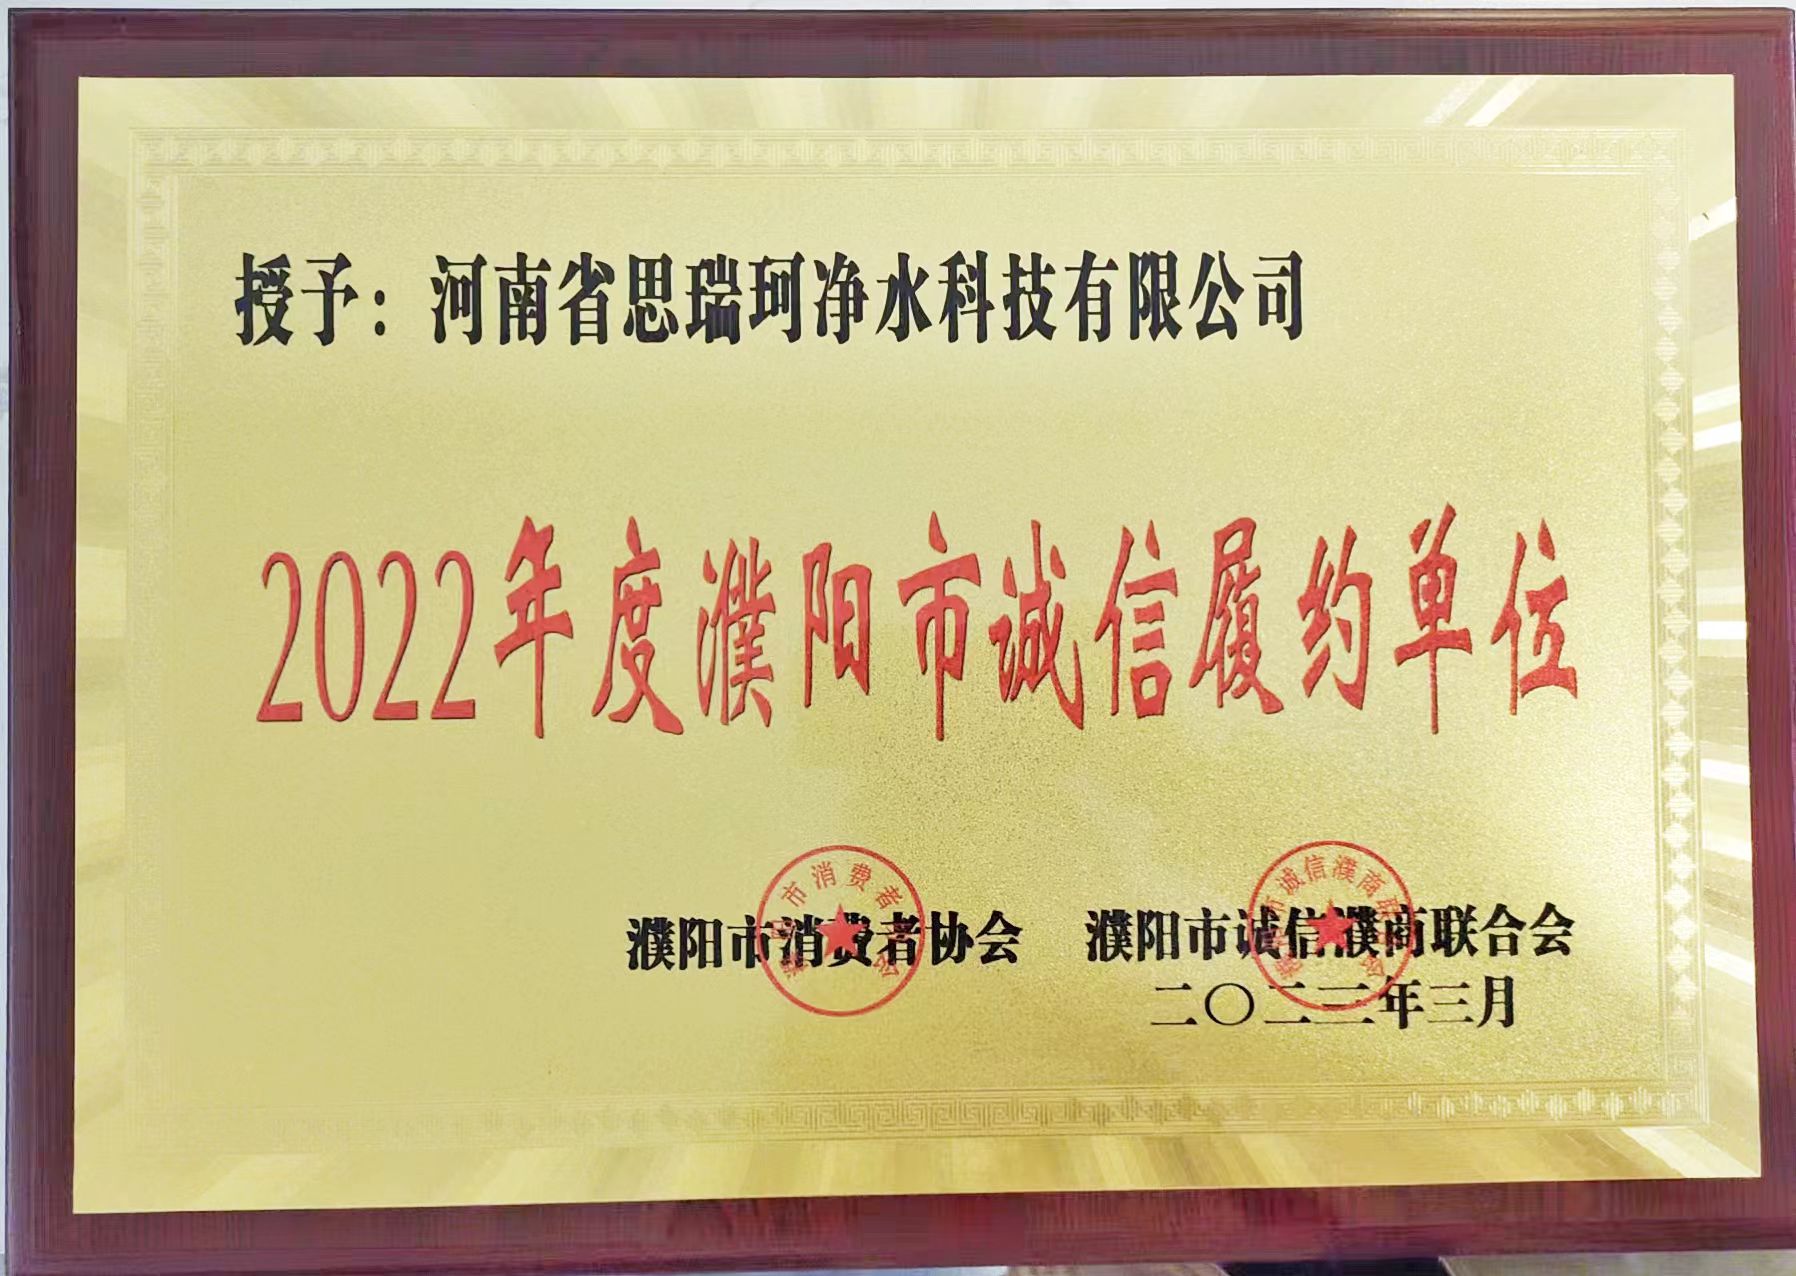 授予：河南省思瑞珂净水科技有限公司
2022年度濮阳市诚信履约单位
濮阳市消费者协会 濮阳市诚信濮商联合会
二〇二三年三月